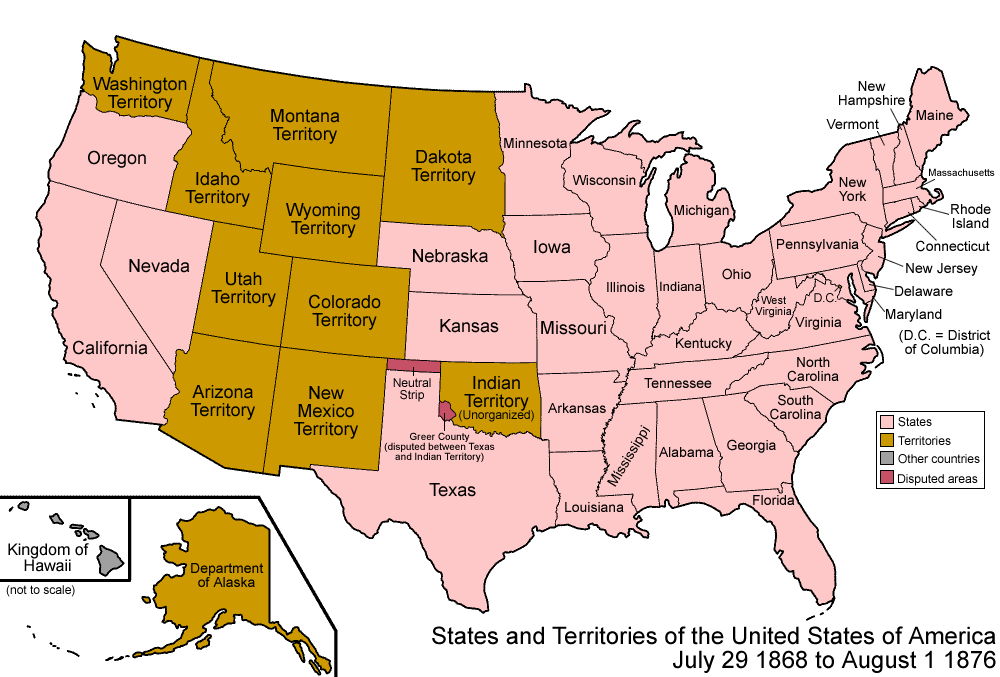 Washington
Territory
Montana
Territory
Dakota
Territory
Minnesota
New
Hampshire
Maine
Vermont
Oregon
Idaho
Territory
Wyoming
Territory
Wisconsin
Michigan
New
York
Massachusetts
Rhode
Island
Connecticut
Nevada
Utah
Territory
Colorado
Territory
Nebraska
Iowa
Illinois
Indiana
Ohio
Pennsylvania
New Jersey
Delaware
Maryland
(D.C. = District
of Columbia)
West
Virginia
D.C.
Virginia
California
Kansas
Missouri
Kentucky
Arizona
Territory
New
Mexico
Territory
Neutral
Strip
Indian
Territory
(Unorganized)
Greer County
(disputed between Texas
and Indian Territory)
Arkansas
Tennessee
North
Carolina
South
Carolina
Mississippi
Alabama
Georgia
Texas
Louisiana
Florida
States
Territories
Other countries
Disputed areas
Kingdom of
Hawaii
(not to scale)
Department
of Alaska
States and Territories of the United States of America
July 29 1868 to August 1 1876